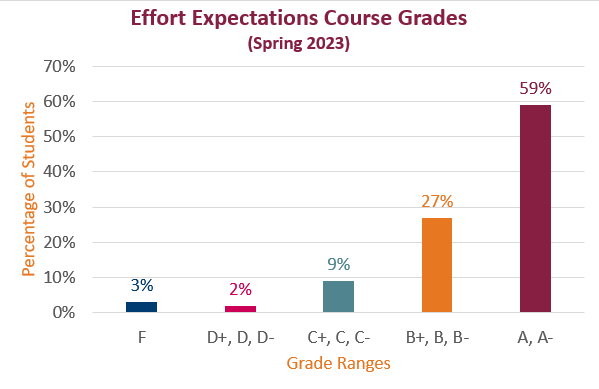 Effort Expectations Course Grades
(Spring 2023)
Percentage of Students
70%
60%
50%
40%
30%
20%
10%
0%
3%
2%
9%
27%
59%
F
D+, D, D-
C+, C, C-
B+, B, B-
A, A-
Grade Ranges